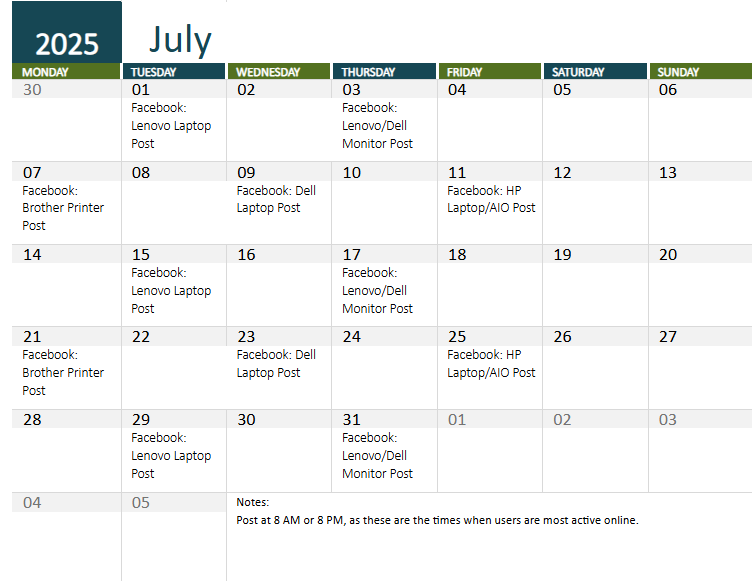 2025 July
MONDAY TUESDAY WEDNESDAY THURSDAY FRIDAY SATURDAY SUNDAY
30 01 02 03 04 05 06
Facebook: Facebook:
Lenovo Laptop Lenovo/Dell
Post Monitor Post
07 08 09 10 11 12 13
Facebook: Facebook: Dell Facebook: HP
Brother Printer Laptop Post Laptop/AIO Post
Post
14 15 16 17 18 19 20
Facebook: Facebook:
Lenovo Laptop Lenovo/Dell
Post Monitor Post
21 22 23 24 25 26 27
Facebook: Facebook: Dell Facebook: HP
Brother Printer Laptop Post Laptop/AIO Post
Post
28 29 30 31 01 02 03
Facebook: Facebook:
Lenovo Laptop Lenovo/Dell
Post Monitor Post
04 05 Notes:
Post at 8 AM or 8 PM, as these are the times when users are most active online.